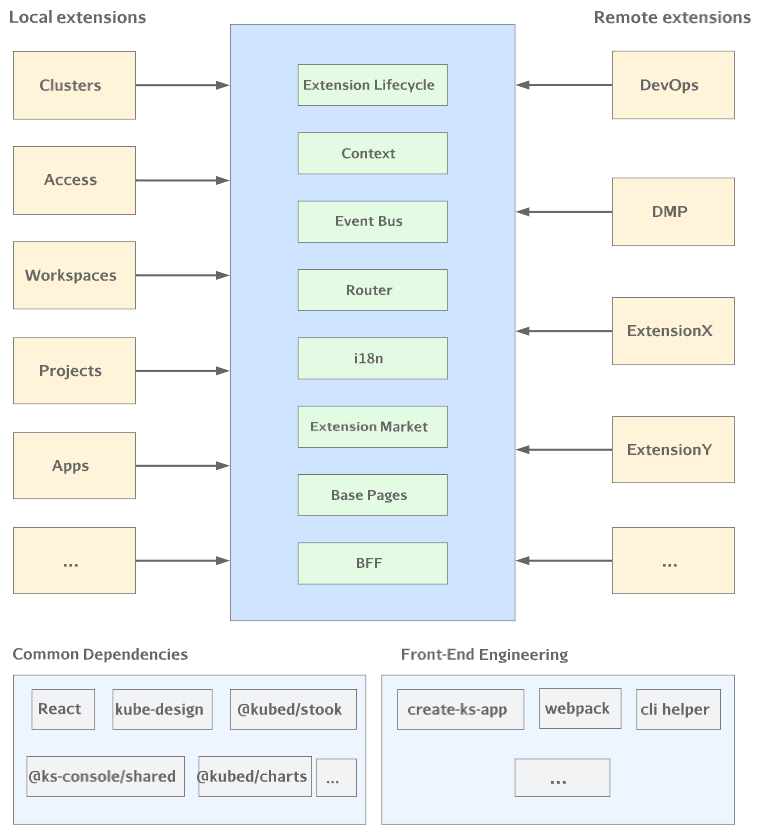 Local extensions
Remote extensions
Clusters
Access
Workspaces
Projects
Apps
...
Extension Lifecycle
Context
Event Bus
Router
i18n
Extension Market
Base Pages
BFF
DevOps
DMP
ExtensionX
ExtensionY
...
Common Dependencies
React
kube-design
@kubed/stook
@ks-console/shared
@kubed/charts
...
Front-End Engineering
create-ks-app
webpack
cli helper
...